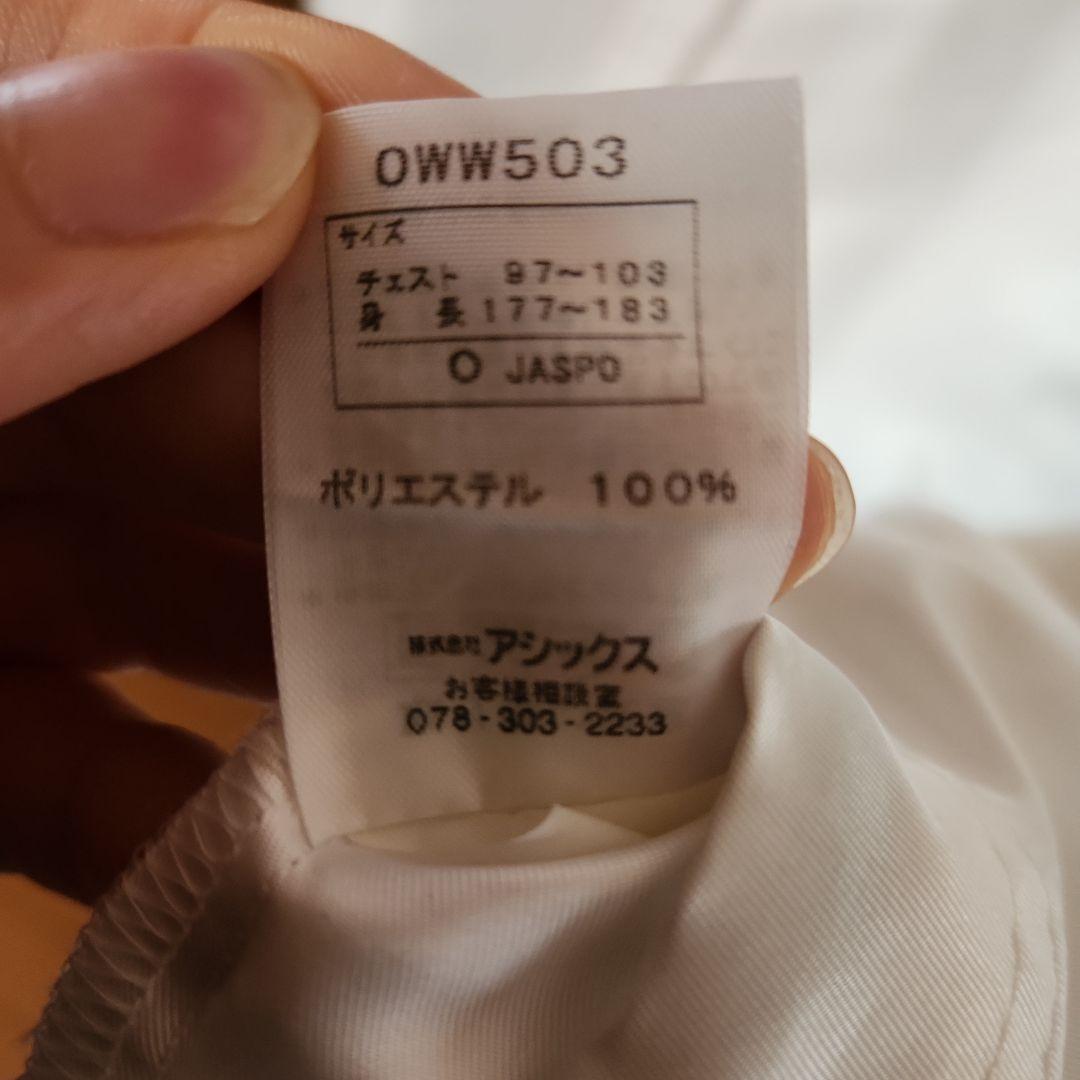 OWW503
サイズ
チェスト 97～103
身 長 177～183
O JASPO
ポリエステル 100%
株式会社アシックス
お客様相談室
078-303-2233